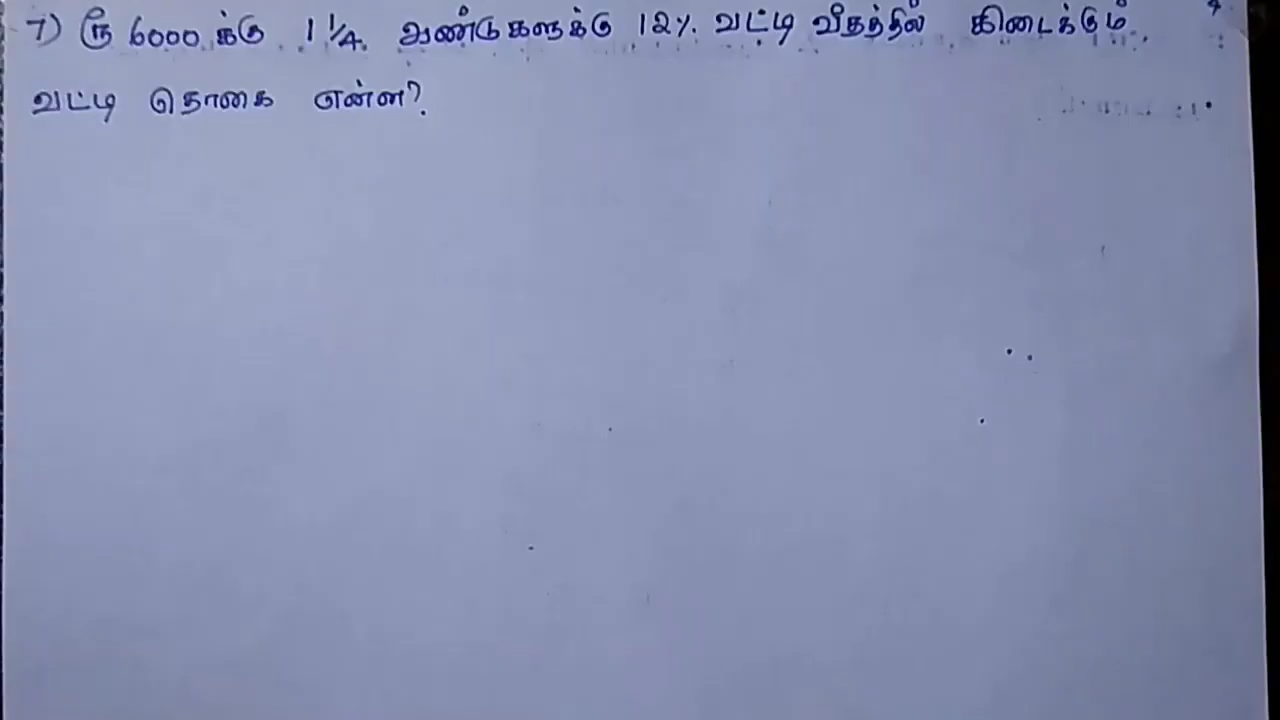 7) ரூ 6000 க்கு 1 1/4 ஆண்டுகளுக்கு 12% வட்டி வீதத்தில் கிடைக்கும்
வட்டி தொகை என்ன?